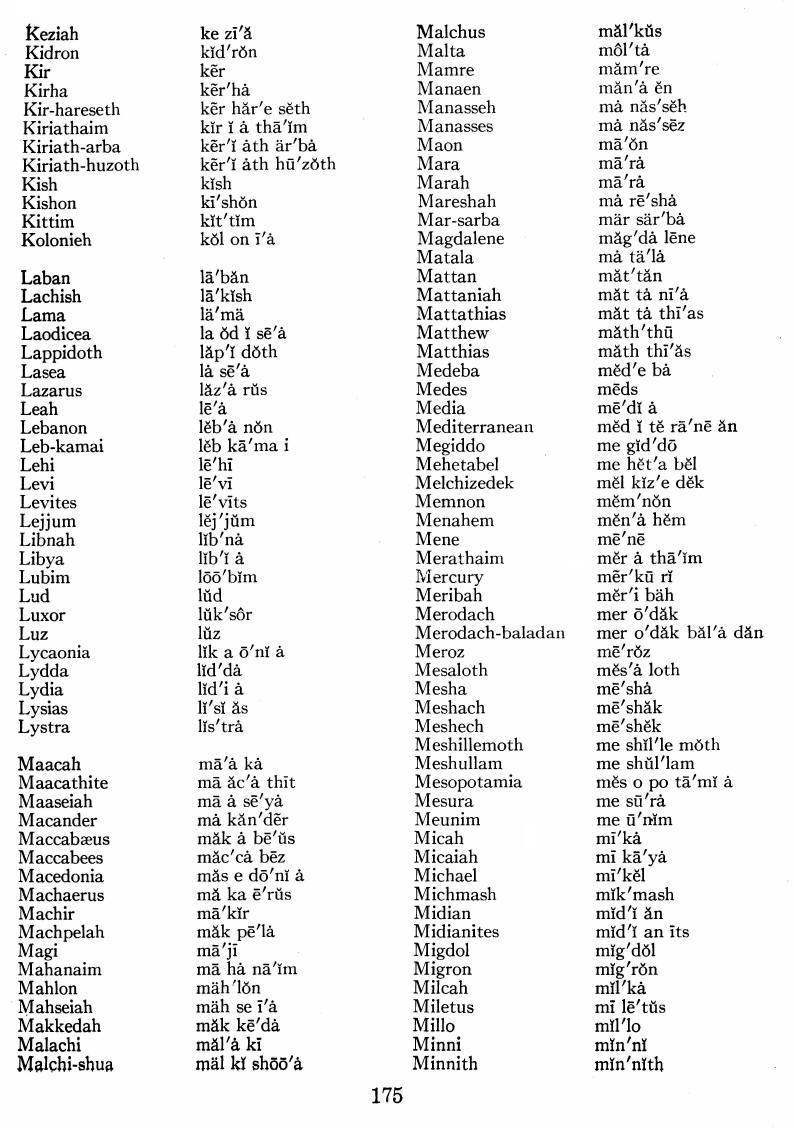 Keziah ke zī′ă
Kidron kĭd′rŏn
Kir kẽr
Kirha kẽr′hȧ
Kir-hareseth kẽr hăr′e sĕth
Kiriathaim kĭr ĭ ȧ thā′ĭm
Kiriath-arba kẽr′ĭ ăth är′bȧ
Kiriath-huzoth kẽr′ĭ ăth hū′zŏth
Kish kĭsh
Kishon kī′shŏn
Kittim kĭt′tĭm
Kolonieh kŏl on ī′ȧ
Laban lā′băn
Lachish lā′kĭsh
Lama lä′mä
Laodicea la ŏd ĭ sē′ȧ
Lappidoth lăp′ĭ dŏth
Lasea lȧ sē′ȧ
Lazarus lăz′ȧ rŭs
Leah lē′ȧ
Lebanon lĕb′ȧ nŏn
Leb-kamai lĕb kā′ma i
Lehi lē′hī
Levi lē′vī
Levites lē′vīts
Lejjum lĕj′jŭm
Libnah lĭb′nȧ
Libya lĭb′ĭ ȧ
Lubim lōō′bĭm
Lud lŭd
Luxor lŭk′sôr
Luz lŭz
Lycaonia lĭk a ō′nĭ ȧ
Lydda lĭd′dȧ
Lydia lĭd′i ȧ
Lysias lĭ′sĭ ăs
Lystra lĭs′trȧ
Maacah mā′ȧ kȧ
Maacathite mā ăc′ȧ thīt
Maaseiah mā ȧ sē′yȧ
Macander mȧ kăn′dẽr
Maccabæus măk ȧ bē′ŭs
Maccabees măc′cȧ bēz
Macedonia măs e dō′nĭ ȧ
Machaerus mă ka ē′rŭs
Machir mā′kĭr
Machpelah măk pē′lȧ
Magi mā′jī
Mahanaim mā hȧ nā′ĭm
Mahlon mäh′lŏn
Mahseiah mäh se ī′ȧ
Makkedah măk kē′dȧ
Malachi măl′ȧ kī
Malchi-shua mäl kĭ shōō′ȧ
Malchus măl′kŭs
Malta môl′tȧ
Mamre măm′re
Manaen măn′ȧ ĕn
Manasseh mȧ năs′sĕh
Manasses mȧ năs′sēz
Maon mā′ŏn
Mara mā′rȧ
Marah mā′rȧ
Mareshah mȧ rē′shȧ
Mar-sarba mär sär′bȧ
Magdalene măg′dȧ lēne
Matala mȧ tä′lȧ
Mattan măt′tăn
Mattaniah măt tȧ nī′ȧ
Mattathias măt tȧ thī′as
Matthew măth′thū
Matthias măth thī′ăs
Medeba mĕd′e bȧ
Medes mēds
Media mē′dĭ ȧ
Mediterranean mĕd ĭ tĕ rā′nē ăn
Megiddo me gĭd′dō
Mehetabel me hĕt′a bĕl
Melchizedek mĕl kĭz′e dĕk
Memnon mĕm′nŏn
Menahem mĕn′ȧ hĕm
Mene mē′nē
Merathaim mĕr ȧ thā′ĭm
Mercury mẽr′kū rĭ
Meribah mĕr′i bäh
Merodach mer ō′dăk
Merodach-baladan mer o′dăk băl′ȧ dăn
Meroz mē′rŏz
Mesaloth mĕs′ȧ loth
Mesha mē′shȧ
Meshach mē′shăk
Meshech mē′shĕk
Meshillemoth me shĭl′le mŏth
Meshullam me shŭl′lam
Mesopotamia mĕs o po tā′mĭ ȧ
Mesura me sū′rȧ
Meunim me ū′nĭm
Micah mī′kȧ
Micaiah mī kā′yȧ
Michael mī′kĕl
Michmash mĭk′mash
Midian mĭd′ĭ ăn
Midianites mĭd′ĭ an īts
Migdol mĭg′dŏl
Migron mĭg′rŏn
Milcah mĭl′kȧ
Miletus mī lē′tŭs
Millo mĭl′lo
Minni mĭn′nĭ
Minnith mĭn′nĭth
175